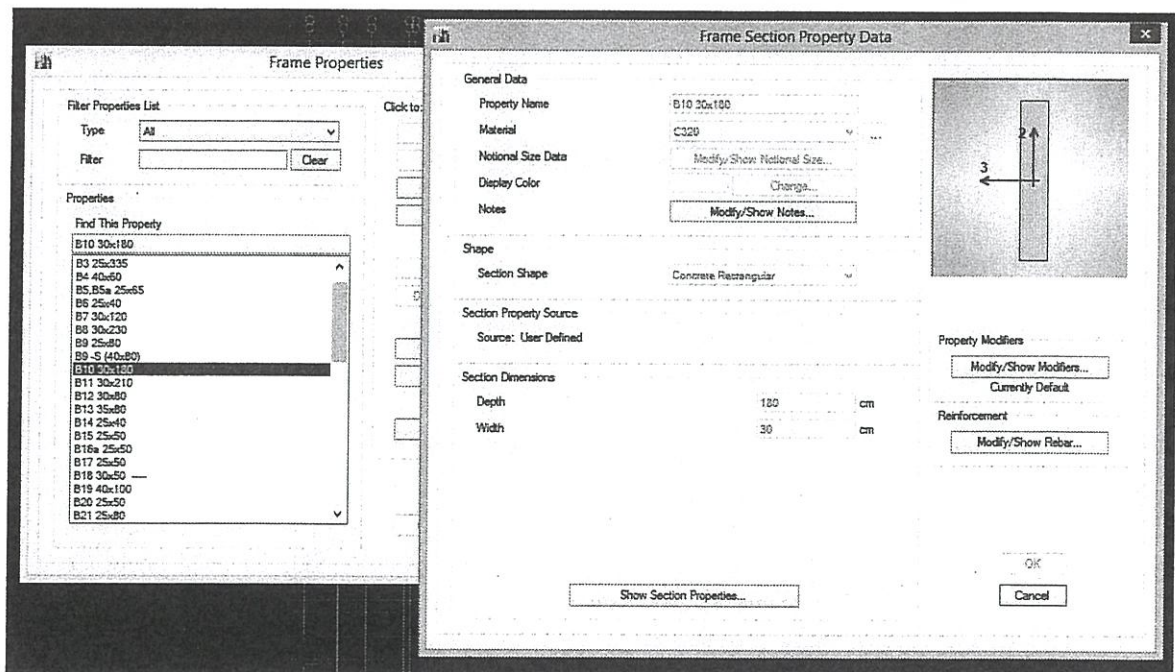 Frame Properties
Filter Properties List
Click to:
Type All
Filter Clear
Properties
Find This Property
B10 30x180
B3 25x335
B4 40x60
B5,B5a 25x65
B6 25x40
B7 30x120
B8 30x230
B9 25x80
B9 -S (40x80)
B10 30x180
B11 30x210
B12 30x80
B13 35x80
B14 25x40
B15 25x50
B16a 25x50
B17 25x50
B18 30x50
B19 40x100
B20 25x50
B21 25x80
Frame Section Property Data
General Data
Property Name B10 30x180
Material C320 ...
Notional Size Data Modify/Show Notional Size...
Display Color Change...
Notes Modify/Show Notes...
Shape
Section Shape Concrete Rectangular
Section Property Source
Source: User Defined
Section Dimensions
Depth 180 cm
Width 30 cm
Show Section Properties...
2
3
Property Modifiers
Modify/Show Modifiers...
Currently Default
Reinforcement
Modify/Show Rebar...
OK
Cancel